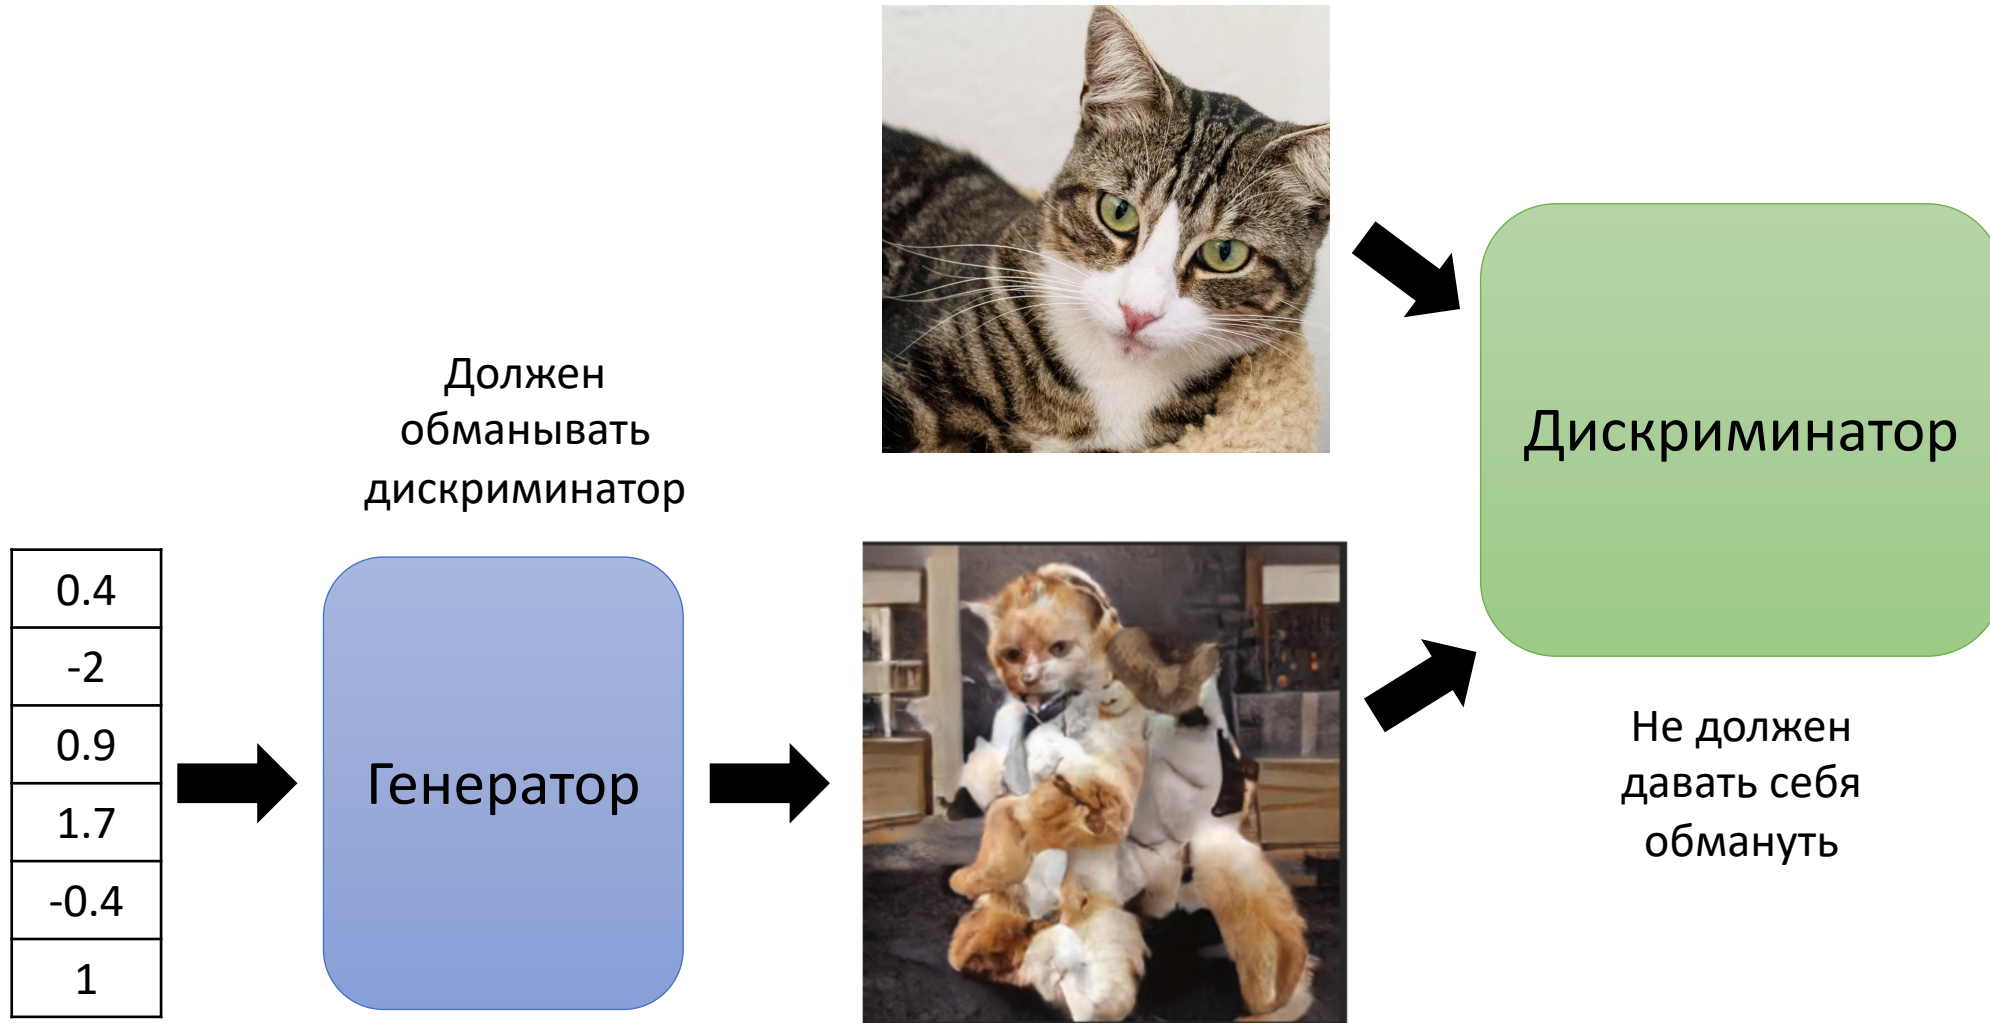 Должен
обманывать
дискриминатор
0.4
-2
0.9
1.7
-0.4
1
Генератор
Дискриминатор
Не должен
давать себя
обмануть